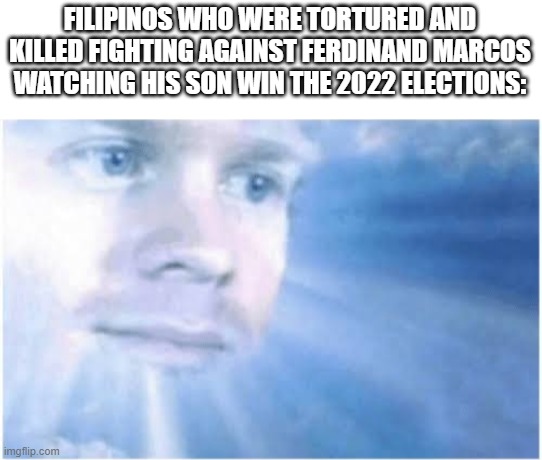 FILIPINOS WHO WERE TORTURED AND
KILLED FIGHTING AGAINST FERDINAND MARCOS
WATCHING HIS SON WIN THE 2022 ELECTIONS:
imgflip.com